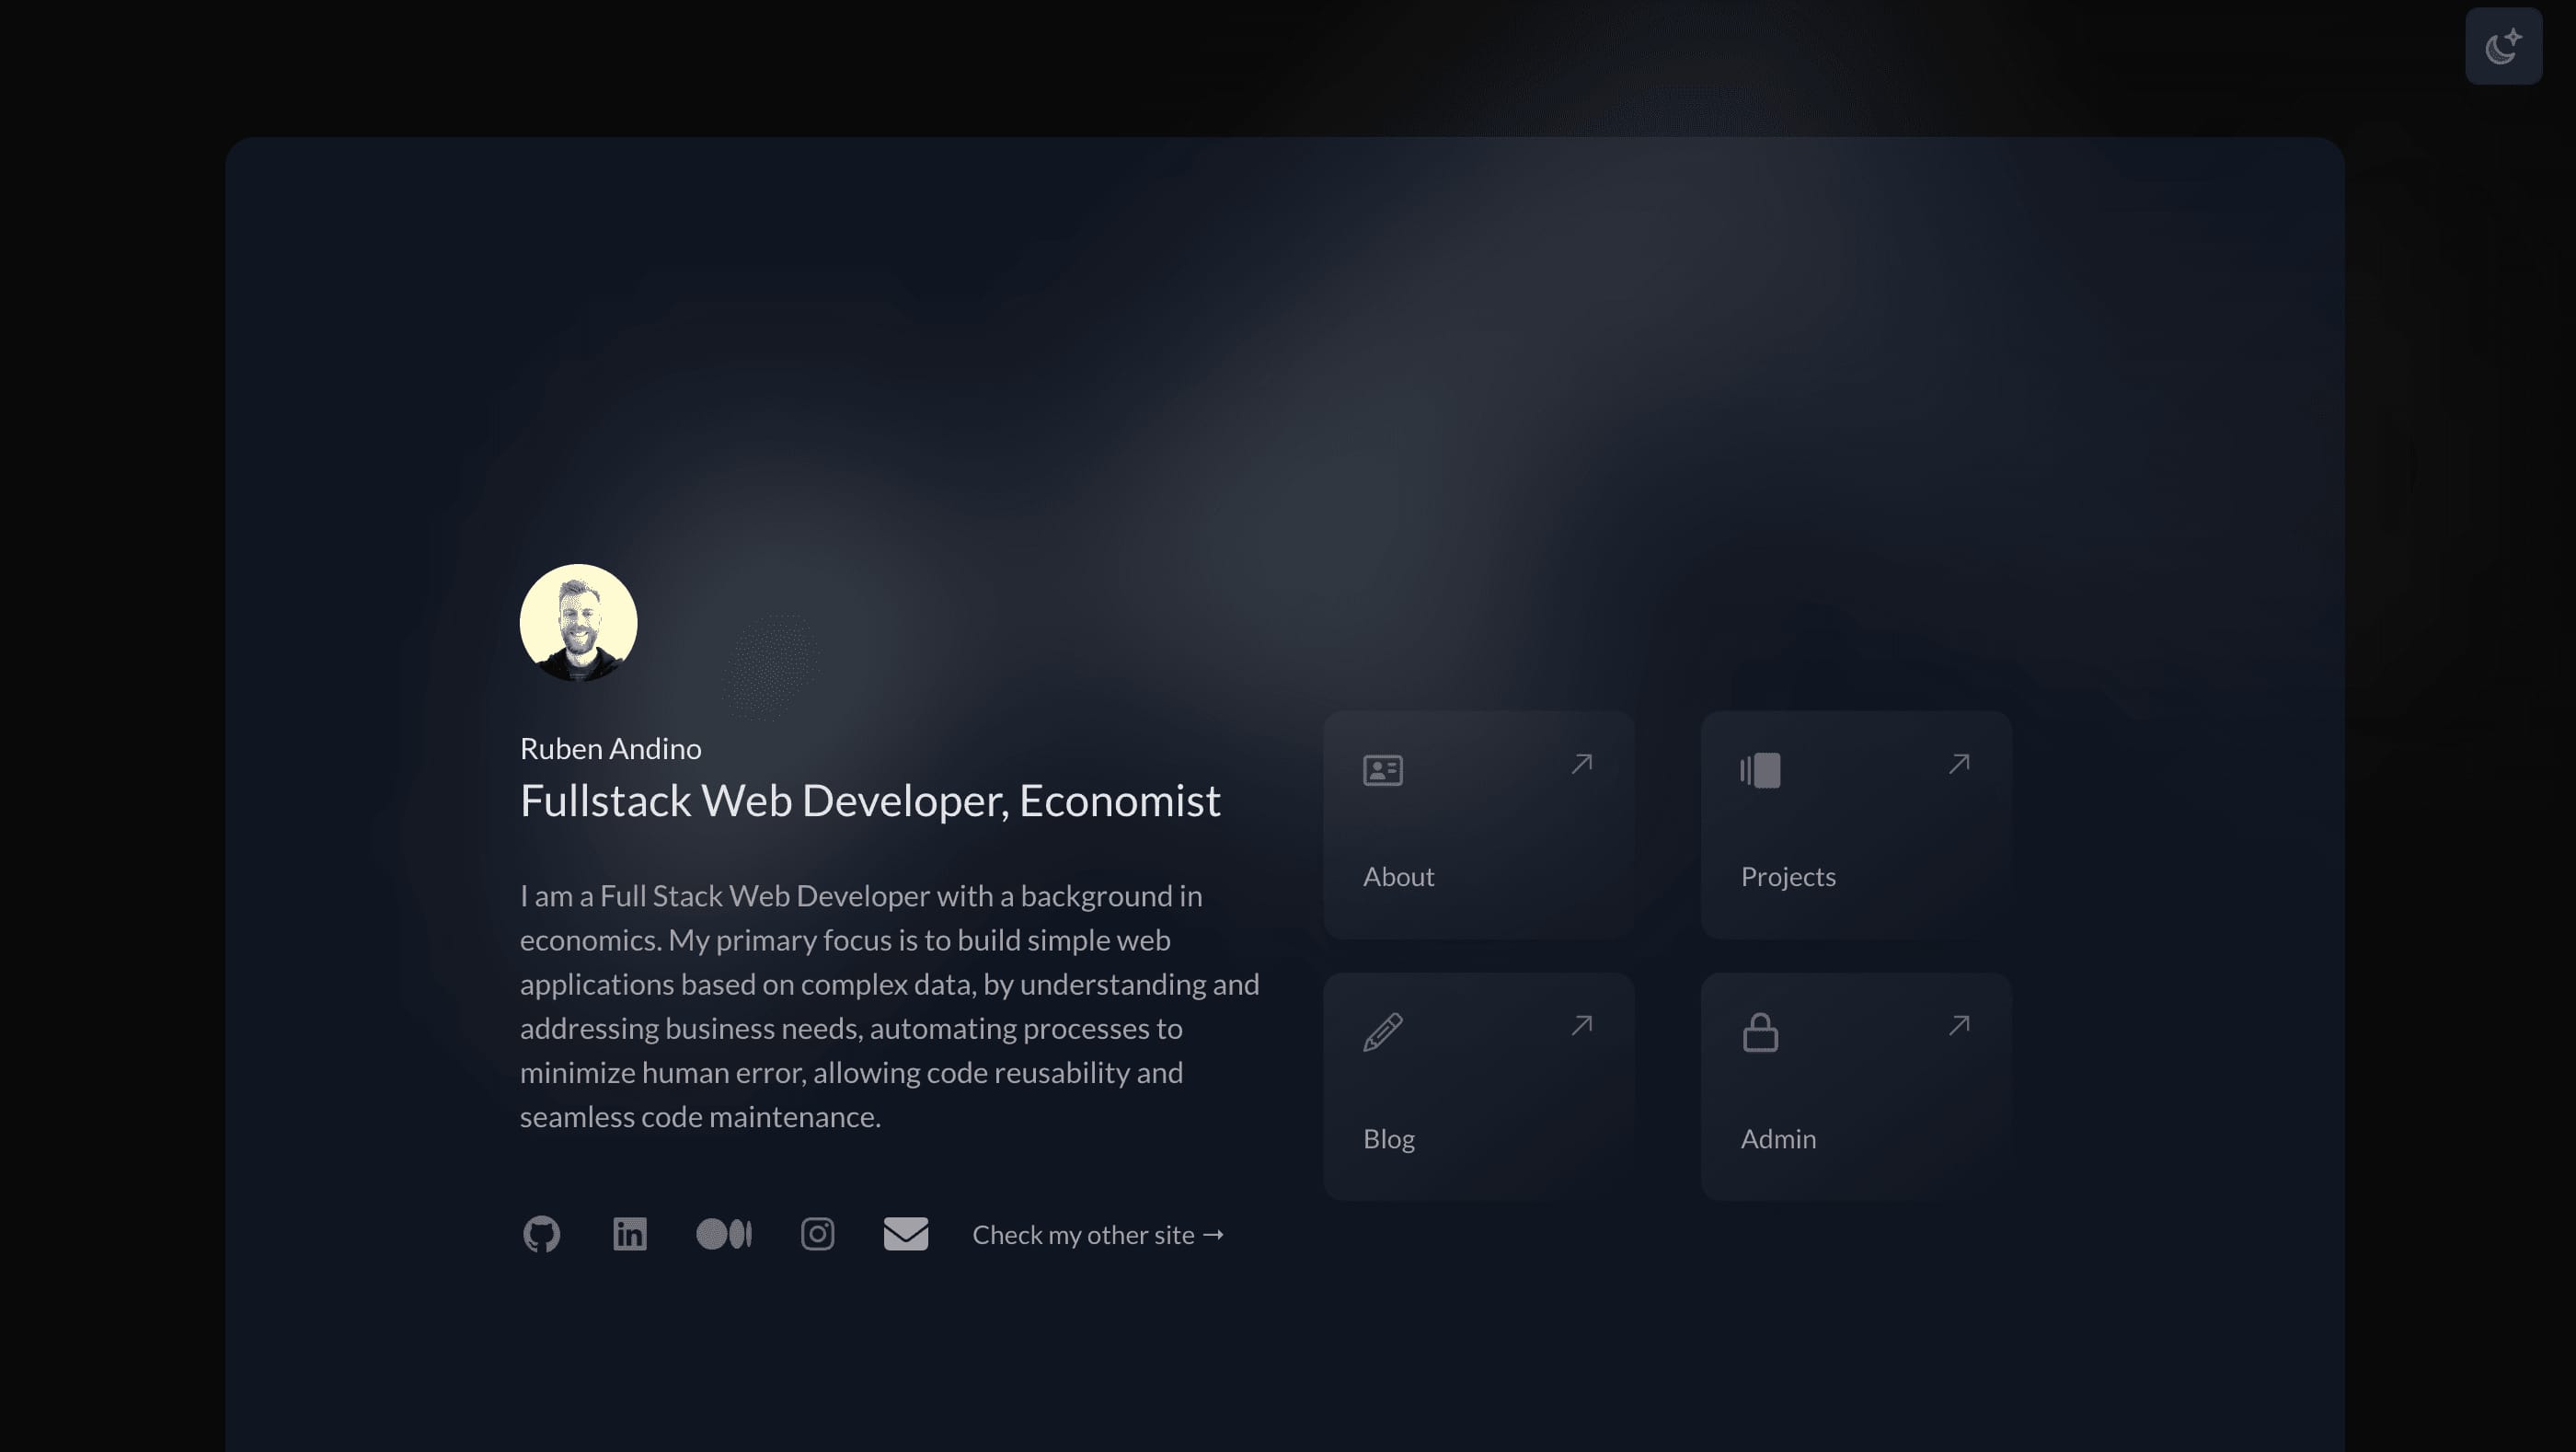 Ruben Andino
Fullstack Web Developer, Economist
I am a Full Stack Web Developer with a background in
economics. My primary focus is to build simple web
applications based on complex data, by understanding and
addressing business needs, automating processes to
minimize human error, allowing code reusability and
seamless code maintenance.
Check my other site →
About
Projects
Blog
Admin